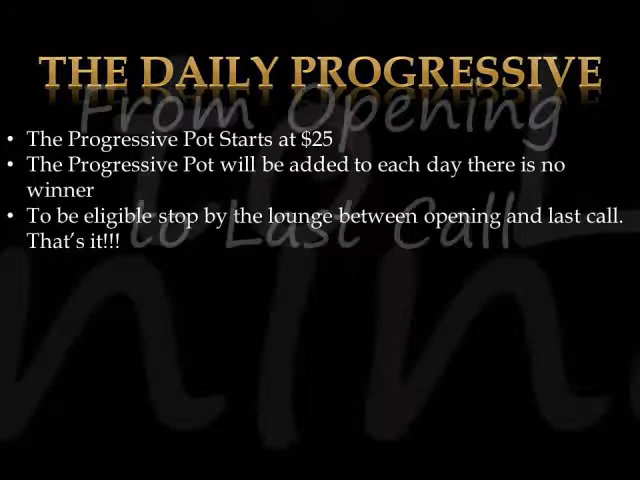 THE DAILY PROGRESSIVE
From Opening
• The Progressive Pot Starts at $25
• The Progressive Pot will be added to each day there is no
winner
• To be eligible stop by the lounge between opening and last call.
to Last Call
That's it!!!